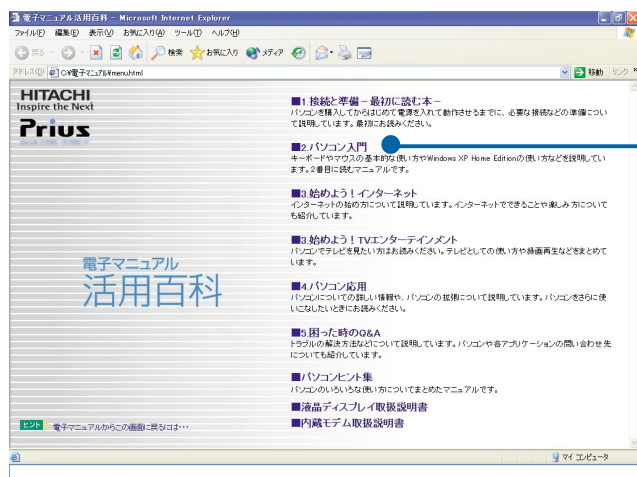 電子マニュアル活用百科 - Microsoft Internet Explorer
ファイル(F) 編集(E) 表示(V) お気に入り(A) ツール(T) ヘルプ(H)
戻る 検索 お気に入り メディア
アドレス(D) C:¥電子マニュアル¥menu.html 移動 リンク
HITACHI
Inspire the Next
Prius
電子マニュアル
活用百科
ヒント 電子マニュアルからこの画面に戻るには…
■1.接続と準備－最初に読む本－
パソコンを購入してからはじめて電源を入れて動作させるまでに、必要な接続などの準備につい
て説明しています。最初にお読みください。
■2.パソコン入門
キーボードやマウスの基本的な使い方やWindows XP Home Editionの使い方などを説明してい
ます。2番目に読むマニュアルです。
■3.始めよう！インターネット
インターネットの始め方について説明しています。インターネットでできることや楽しみ方について
も紹介しています。
■3.始めよう！TVエンターテインメント
パソコンでテレビを見たい方はお読みください。テレビとしての使い方や録画再生などをまとめて
います。
■4.パソコン応用
パソコンについての詳しい情報や、パソコンの拡張について説明しています。パソコンをさらに使
いこなしたいときにお読みください。
■5.困った時のQ&A
トラブルの解決方法などについて説明しています。パソコンや各アプリケーションの問い合わせ先
についても紹介しています。
■パソコンヒント集
パソコンのいろいろな使い方についてまとめたマニュアルです。
■液晶ディスプレイ取扱説明書
■内蔵モデム取扱説明書
マイ コンピュータ